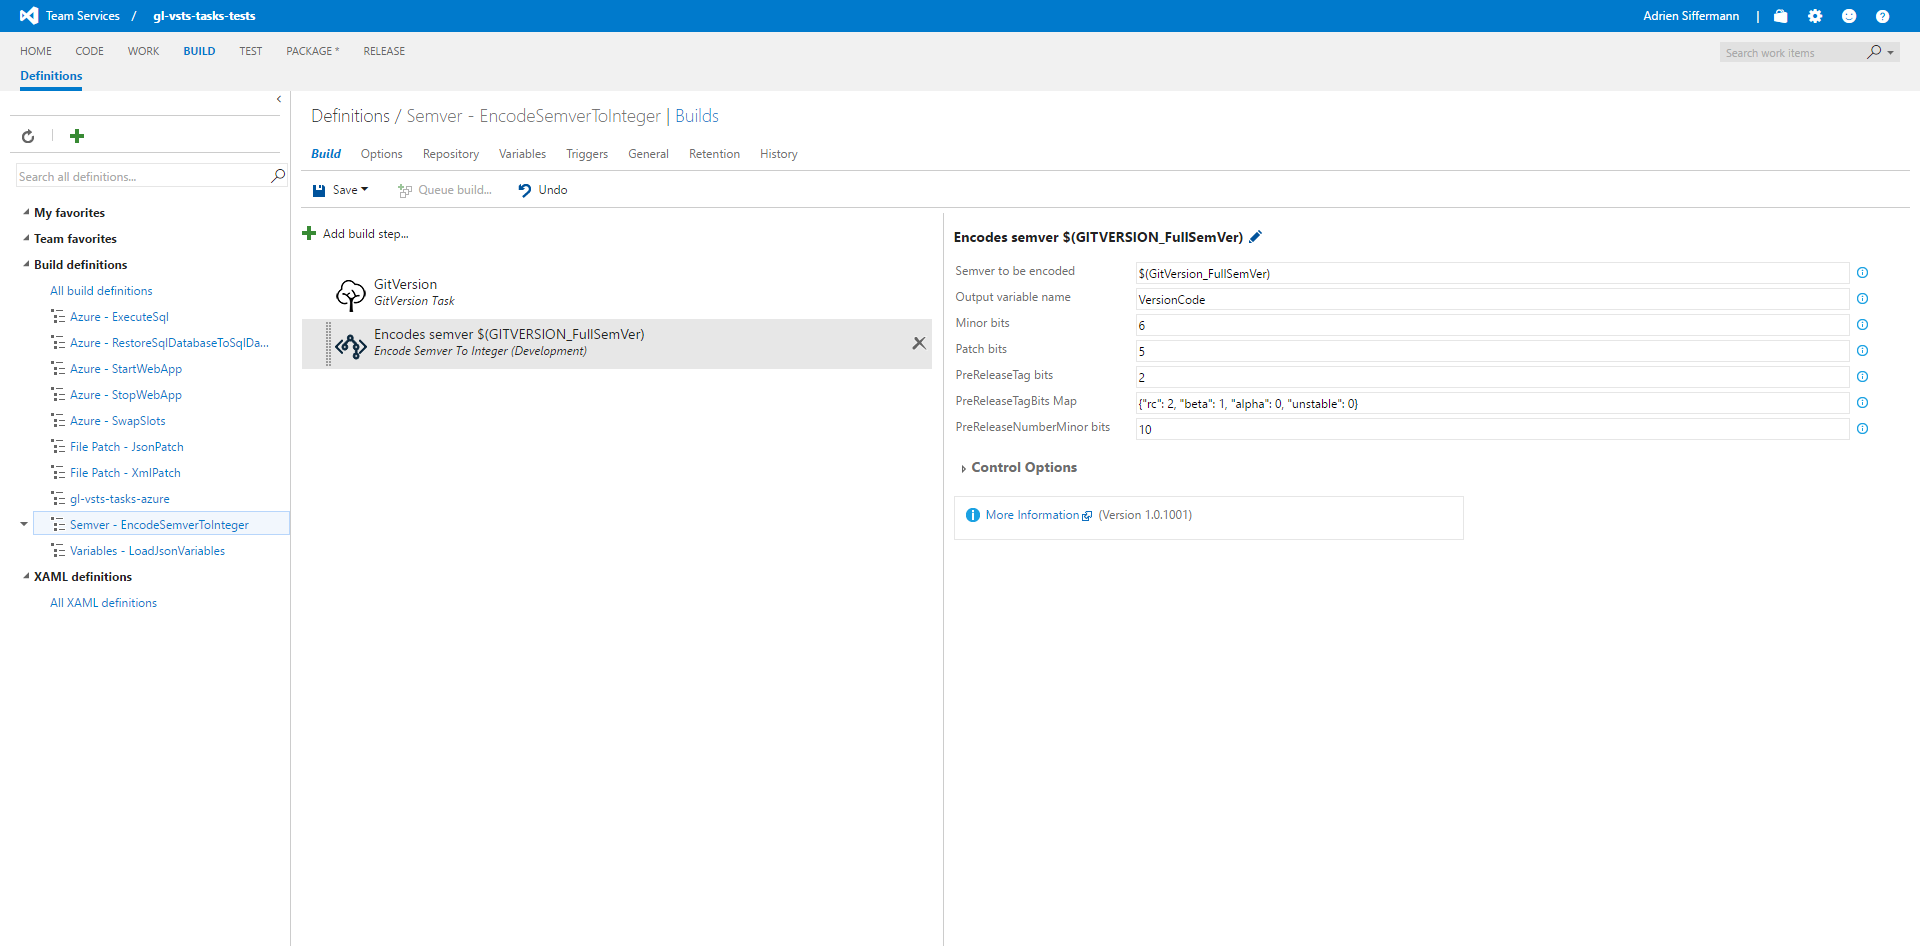 Team Services / gl-vsts-tasks-tests Adrien Siffermann |
HOME CODE WORK BUILD TEST PACKAGE * RELEASE
Search work items
Definitions
Search all definitions...
My favorites
Team favorites
Build definitions
All build definitions
Azure - ExecuteSql
Azure - RestoreSqlDatabaseToSqlDa...
Azure - StartWebApp
Azure - StopWebApp
Azure - SwapSlots
File Patch - JsonPatch
File Patch - XmlPatch
gl-vsts-tasks-azure
Semver - EncodeSemverToInteger
Variables - LoadJsonVariables
XAML definitions
All XAML definitions
Definitions / Semver - EncodeSemverToInteger | Builds
Build Options Repository Variables Triggers General Retention History
Save Queue build... Undo
Add build step...
GitVersion
GitVersion Task
Encodes semver $(GITVERSION_FullSemVer)
Encode Semver To Integer (Development)
Encodes semver $(GITVERSION_FullSemVer)
Semver to be encoded $(GitVersion_FullSemVer)
Output variable name VersionCode
Minor bits 6
Patch bits 5
PreReleaseTag bits 2
PreReleaseTagBits Map {"rc": 2, "beta": 1, "alpha": 0, "unstable": 0}
PreReleaseNumberMinor bits 10
Control Options
More Information (Version 1.0.1001)